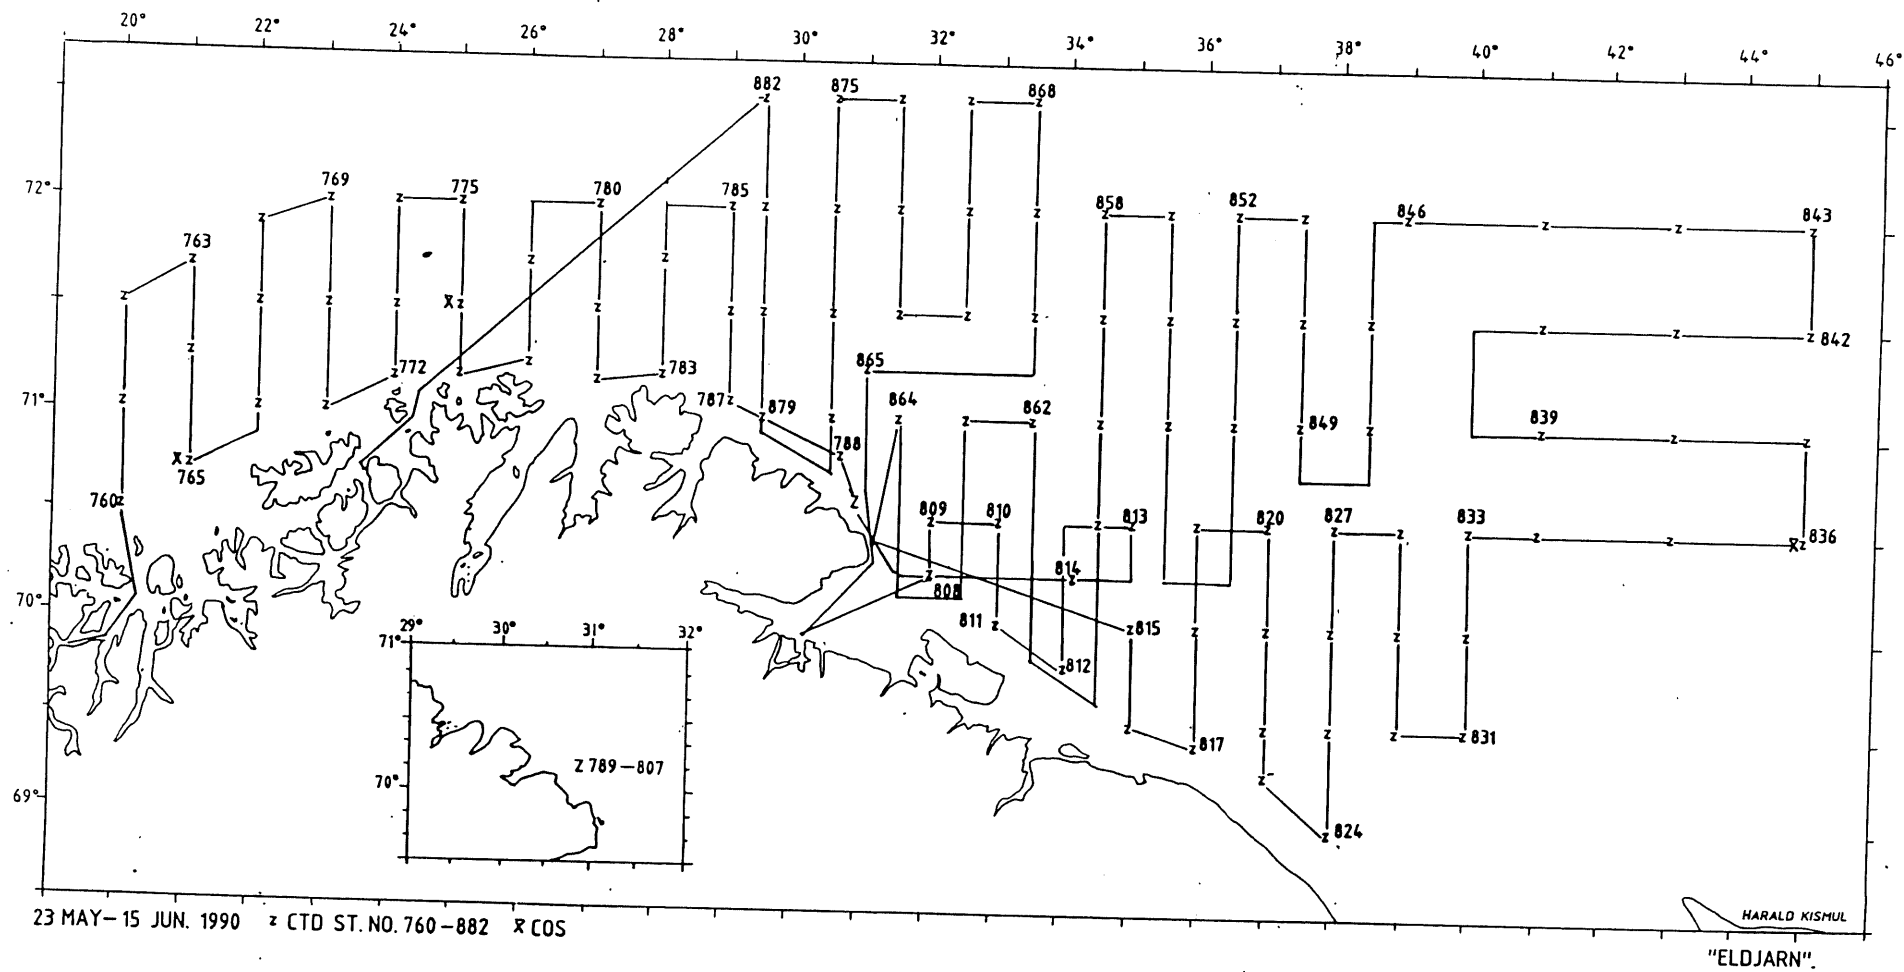 20° 22° 24° 26° 28° 30° 32° 34° 36° 38° 40° 42° 44° 46°
882 875 868
72° 769 775 780 785 858 852 846 843
763
842
772 783 865
71° 787 879 864 862 849 839
788
765
760 809 810 813 820 827 833 836
814
70° 808
811 815
29° 30° 31° 32° 812
71°
817 831
Z 789-807
70°
69° 824
23 MAY-15 JUN. 1990 z CTD ST. NO. 760-882 X̄ COS
HARALD KISMUL
"ELDJARN".